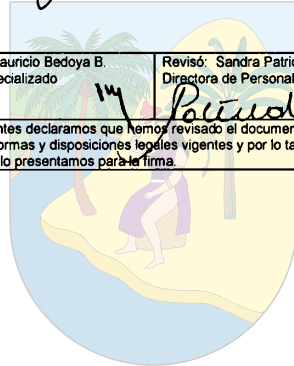 auricio Bedoya B.
ecializado
Revisó: Sandra Patric
Directora de Personal
ntes declaramos que hemos revisado el documen
ormas y disposiciones legales vigentes y por lo ta
lo presentamos para la firma.